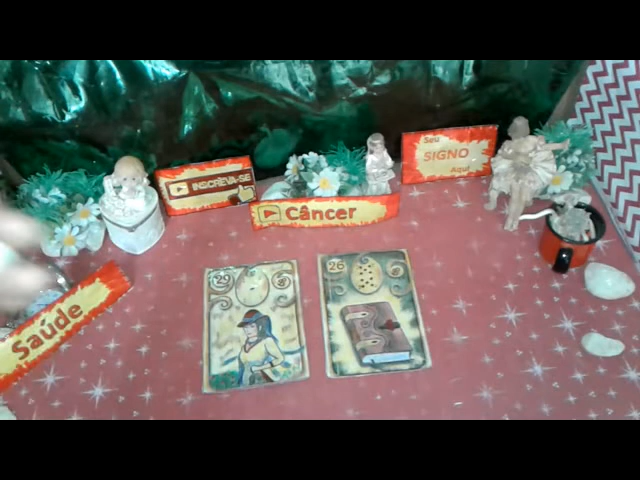 INSCREVA-SE
Seu
SIGNO
Aqui
Câncer
Saúde
29
26